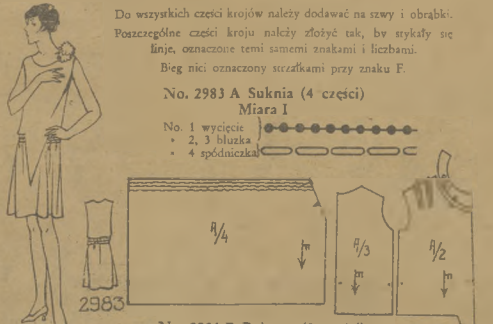 Do wszystkich części krojów należy dodawać na szwy i obrąbki.
Poszczególne części kroju należy złożyć tak, by stykały się
linje, oznaczone temi samemi znakami i liczbami.
Bieg nici oznaczony strzałkami przy znaku F.
No. 2983 A Suknia (4 części)
Miara I
No. 1 wycięcie
" 2, 3 bluzka
" 4 spódniczka
A/4
A/3
A/2
2983